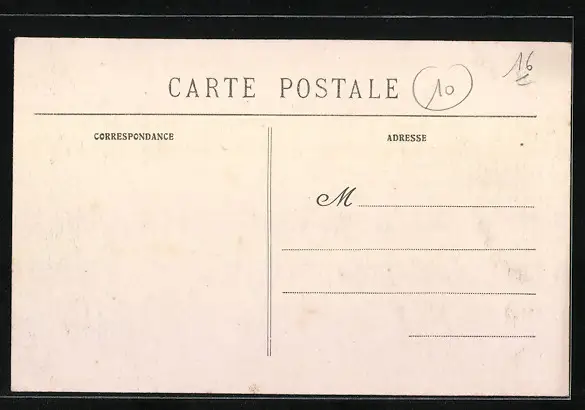 16
CARTE POSTALE 10
CORRESPONDANCE
ADRESSE
M